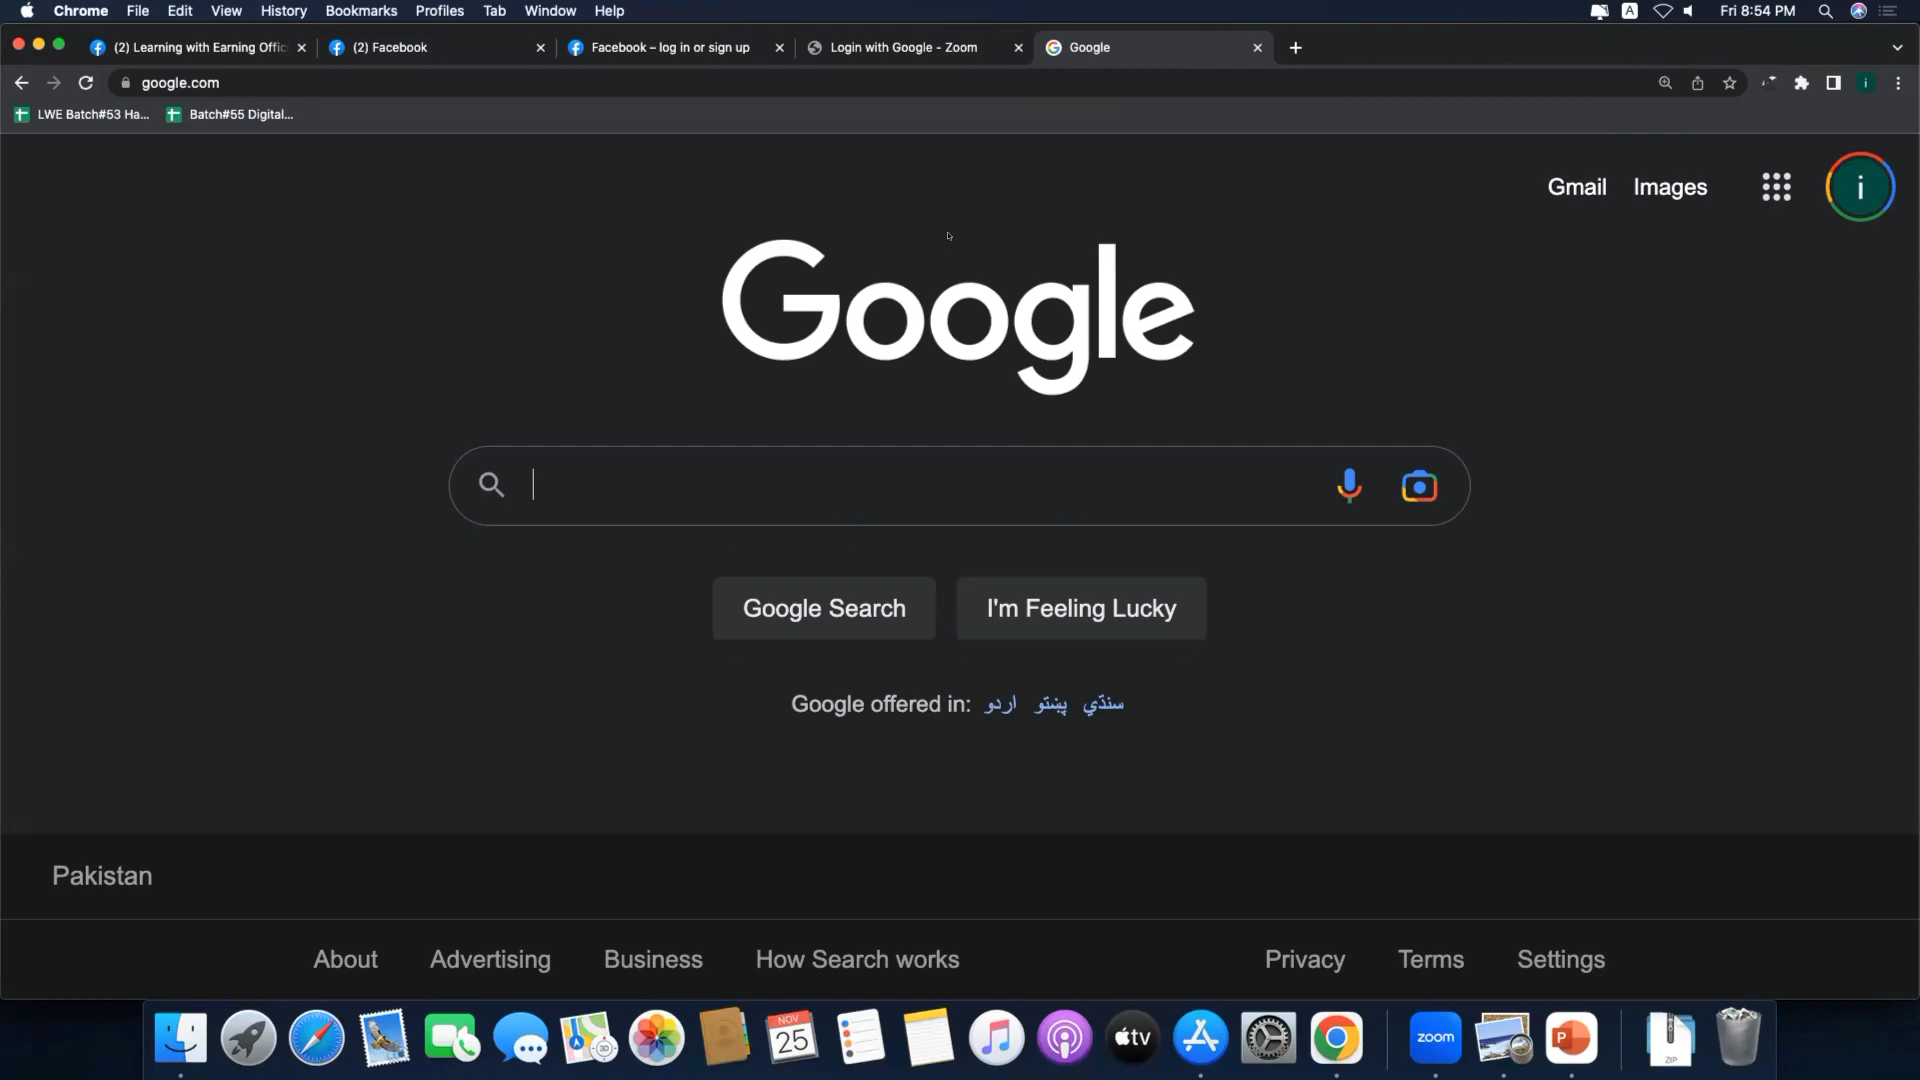 Chrome File Edit View History Bookmarks Profiles Tab Window Help A Fri 8:54 PM
(2) Learning with Earning Offic (2) Facebook Facebook – log in or sign up Login with Google - Zoom Google
google.com i
LWE Batch#53 Ha... Batch#55 Digital...
Gmail Images i
Google
Google Search I'm Feeling Lucky
Google offered in: اردو پښتو سنڌي
Pakistan
About Advertising Business How Search works Privacy Terms Settings
NOV
25 tv zoom P ZIP